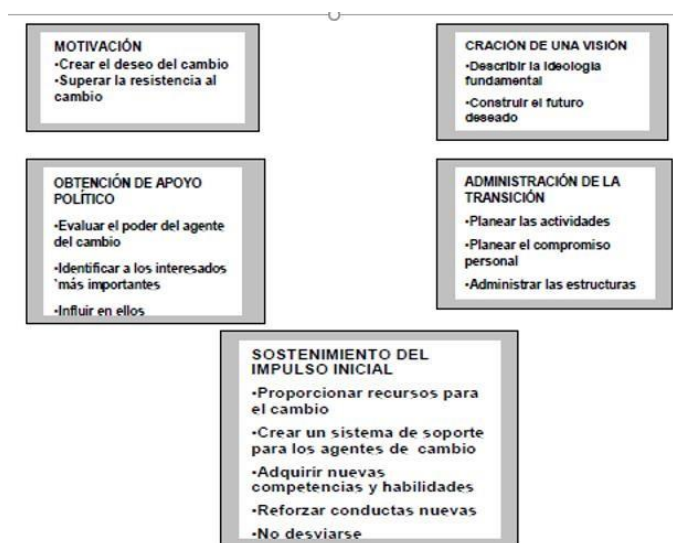 MOTIVACIÓN
•Crear el deseo del cambio
•Superar la resistencia al
cambio
CRACIÓN DE UNA VISIÓN
•Describir la ideología
fundamental
•Construir el futuro
deseado
OBTENCIÓN DE APOYO
POLÍTICO
•Evaluar el poder del agente
del cambio
•Identificar a los interesados
`más importantes
•Influir en ellos
ADMINISTRACIÓN DE LA
TRANSICIÓN
•Planear las actividades
•Planear el compromiso
personal
•Administrar las estructuras
SOSTENIMIENTO DEL
IMPULSO INICIAL
•Proporcionar recursos para
el cambio
•Crear un sistema de soporte
para los agentes de cambio
•Adquirir nuevas
competencias y habilidades
•Reforzar conductas nuevas
•No desviarse